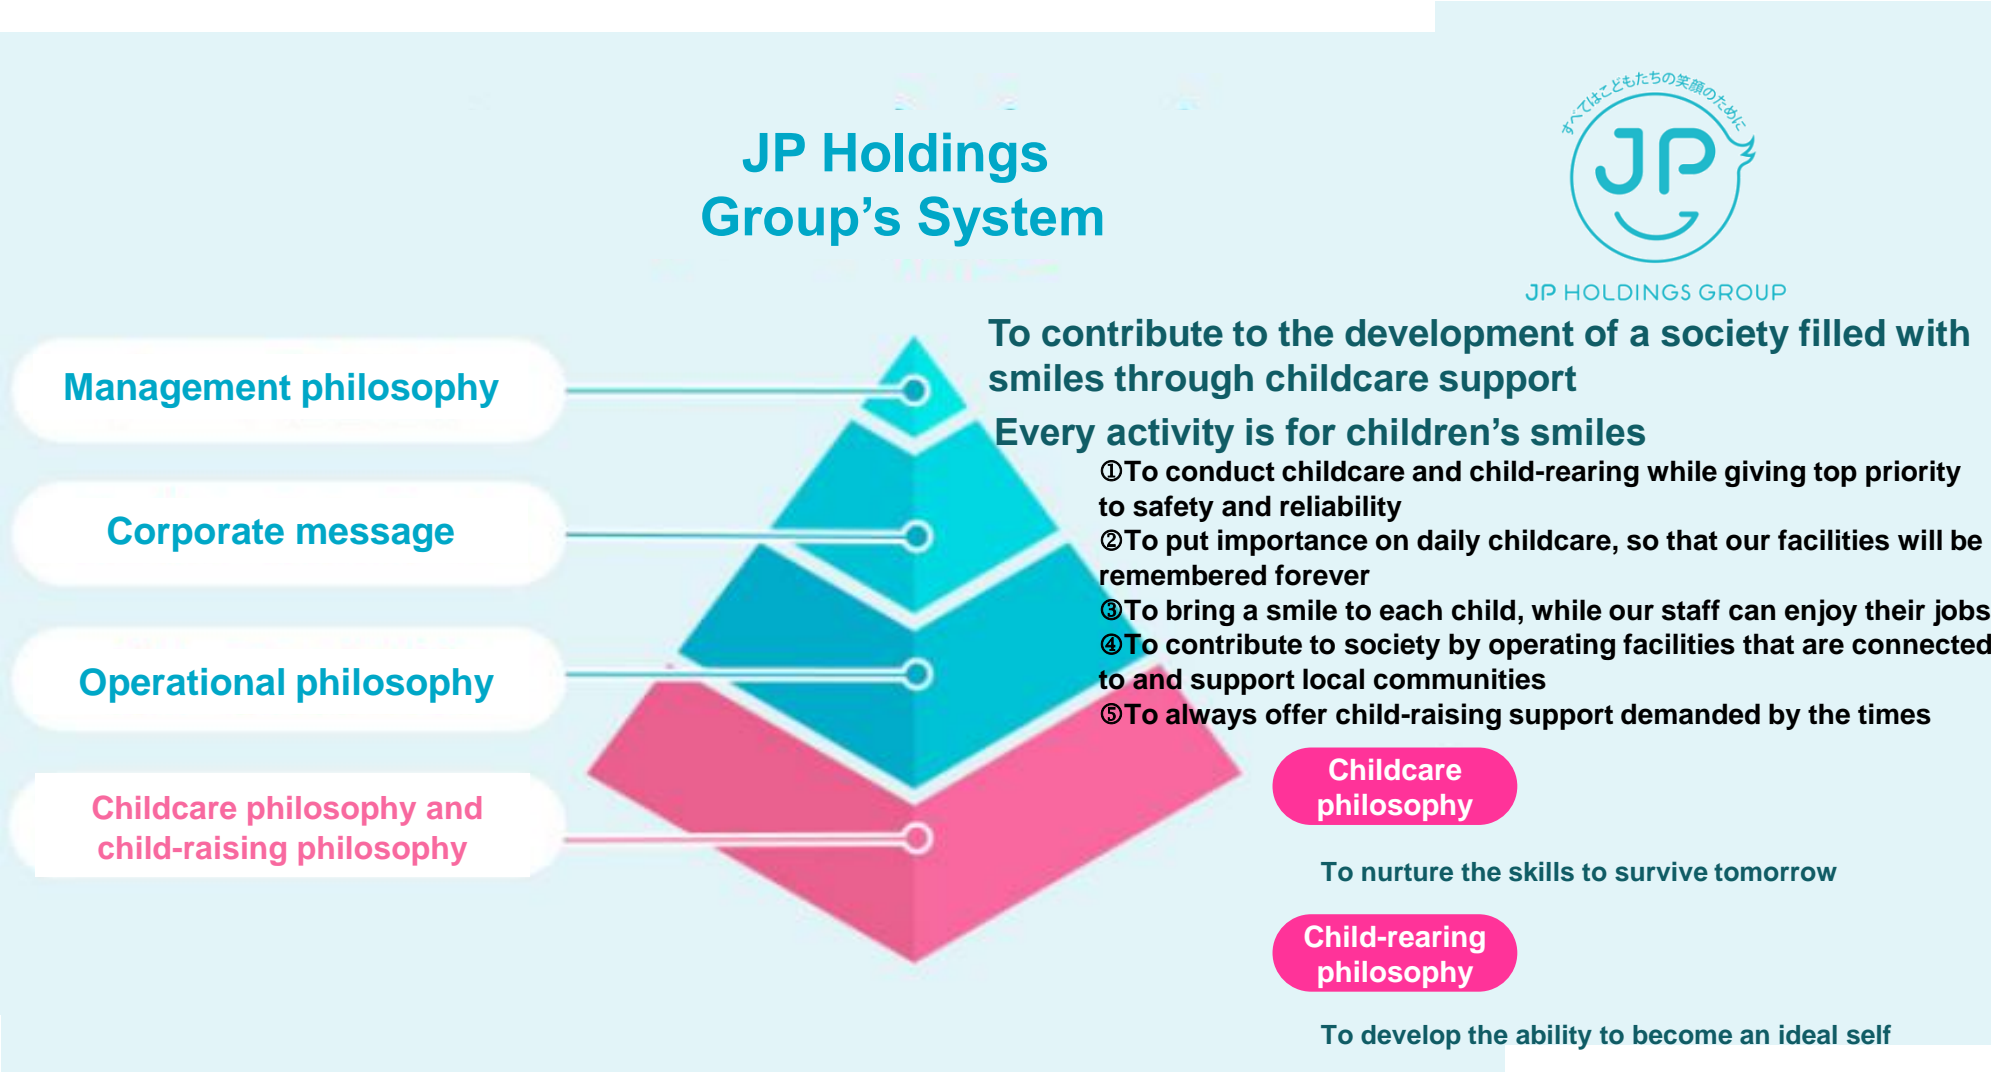 JP Holdings
Group’s System
すべてはこどもたちの笑顔のために
JP
JP HOLDINGS GROUP
Management philosophy
To contribute to the development of a society filled with
smiles through childcare support
Corporate message
Every activity is for children’s smiles
Operational philosophy
①To conduct childcare and child-rearing while giving top priority
to safety and reliability
②To put importance on daily childcare, so that our facilities will be
remembered forever
③To bring a smile to each child, while our staff can enjoy their jobs
④To contribute to society by operating facilities that are connected
to and support local communities
⑤To always offer child-raising support demanded by the times
Childcare philosophy and
child-raising philosophy
Childcare
philosophy
To nurture the skills to survive tomorrow
Child-rearing
philosophy
To develop the ability to become an ideal self